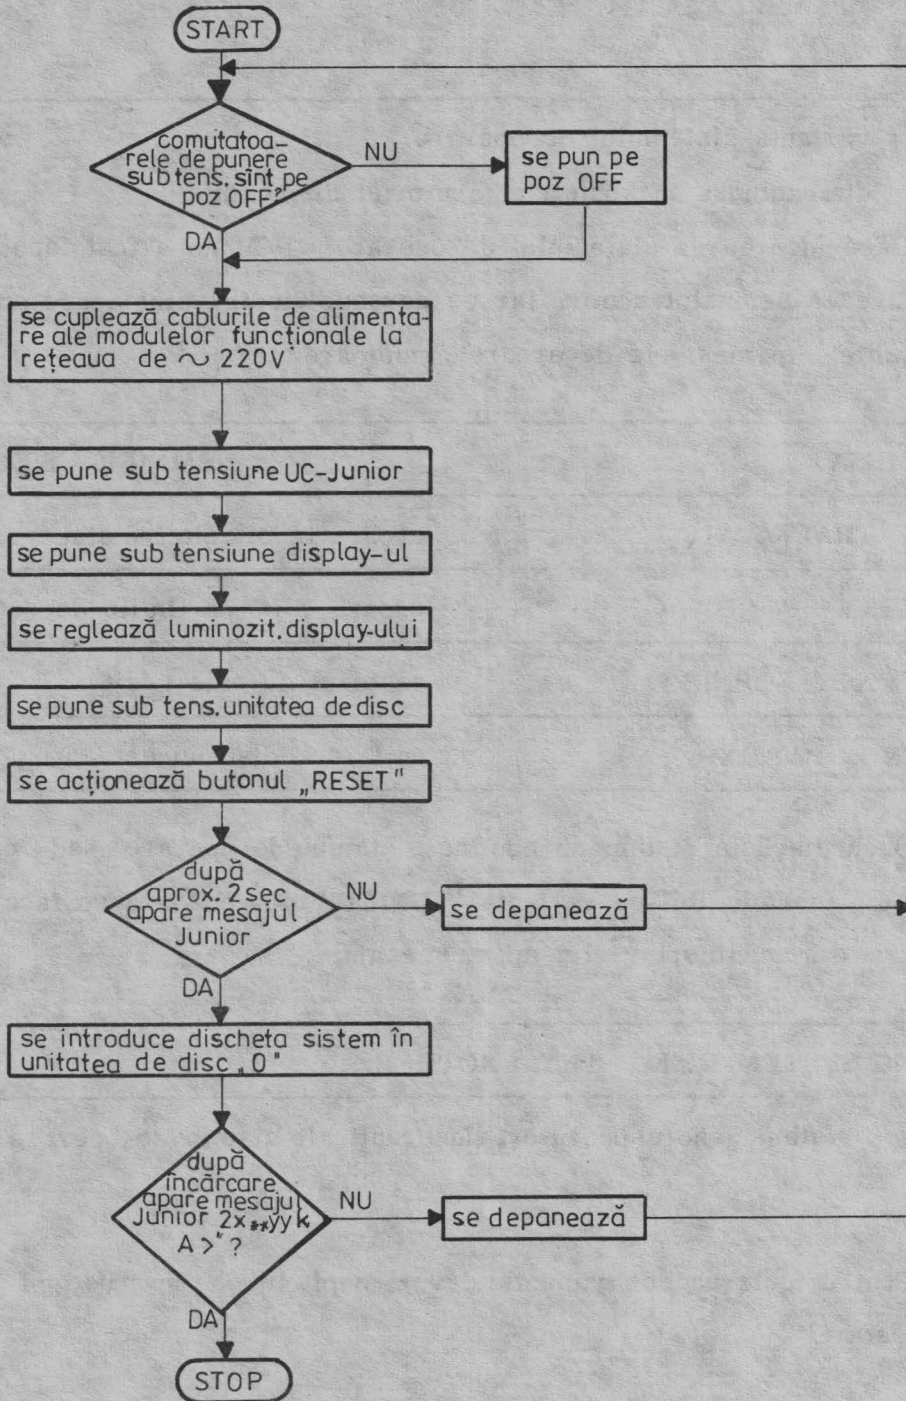 START
comutatoa-
rele de punere
sub tens. sînt pe
poz OFF?
NU
se pun pe
poz OFF
DA
se cuplează cablurile de alimenta-
re ale modulelor funcționale la
rețeaua de ~ 220V
se pune sub tensiune UC-Junior
se pune sub tensiune display-ul
se reglează luminozit. display-ului
se pune sub tens. unitatea de disc
se acționează butonul „RESET"
după
aprox. 2 sec
apare mesajul
Junior
NU
se depanează
DA
se introduce discheta sistem în
unitatea de disc „0"
după
încărcare
apare mesajul
Junior 2x **yy k
A >" ?
NU
se depanează
DA
STOP